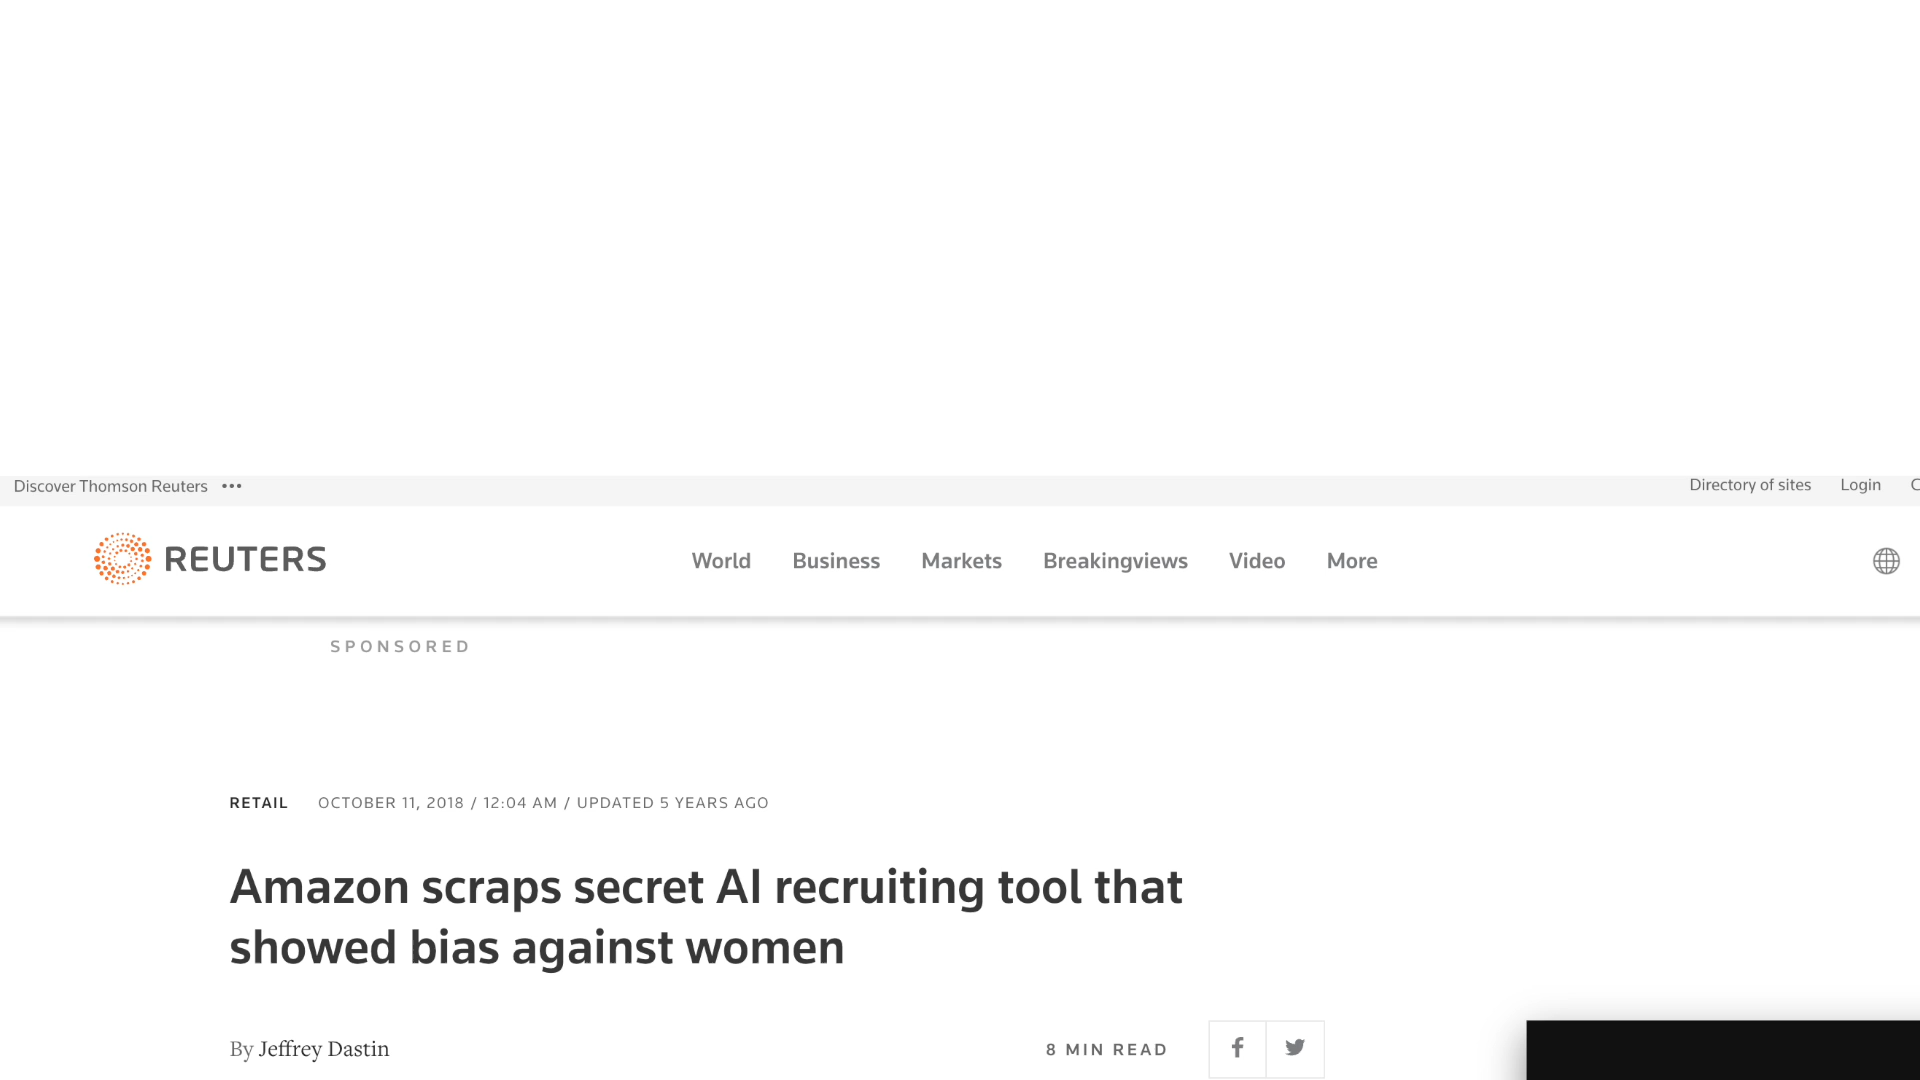 Discover Thomson Reuters •••
Directory of sites Login
REUTERS
World Business Markets Breakingviews Video More
SPONSORED
RETAIL OCTOBER 11, 2018 / 12:04 AM / UPDATED 5 YEARS AGO
Amazon scraps secret AI recruiting tool that
showed bias against women
By Jeffrey Dastin
8 MIN READ